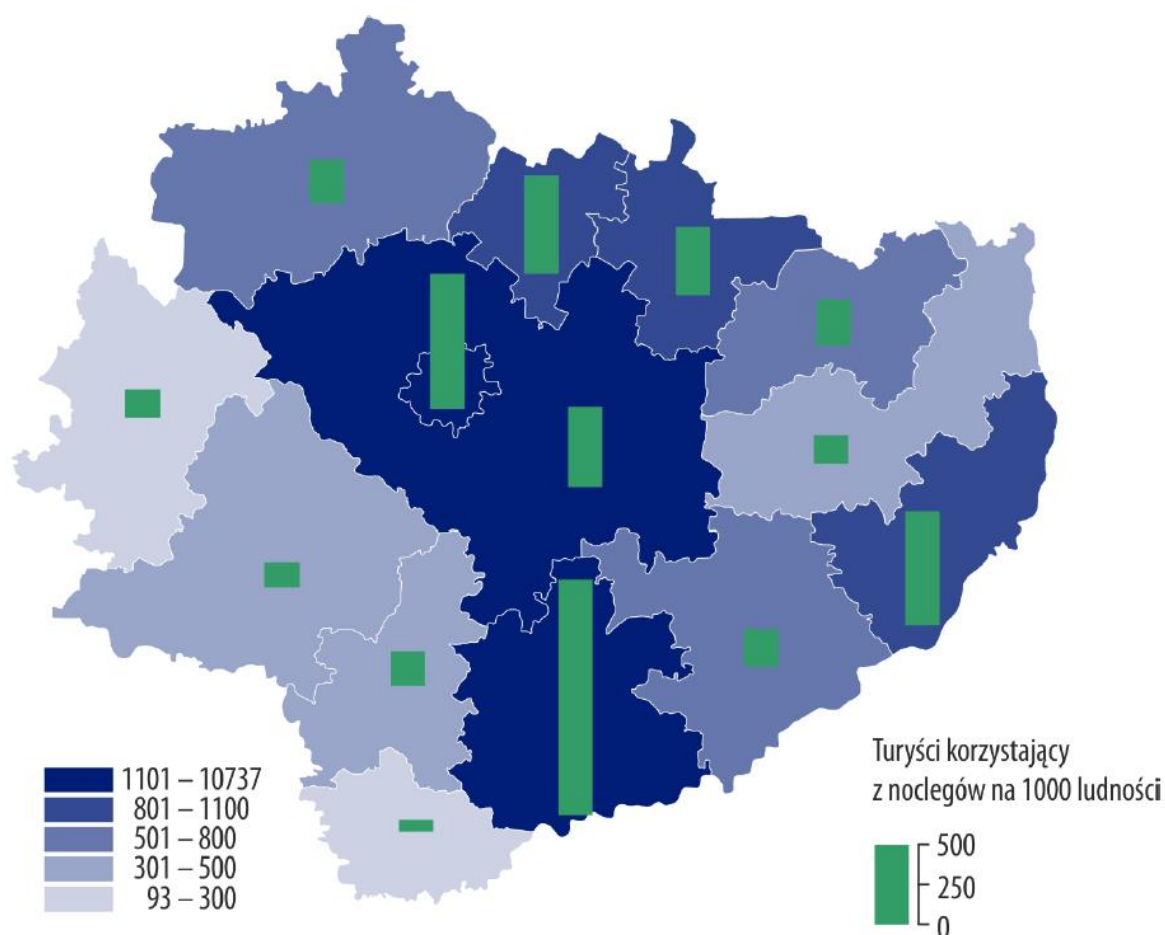 1101 – 10737
801 – 1100
501 – 800
301 – 500
93 – 300
Turyści korzystający
z noclegów na 1000 ludności
500
250
0